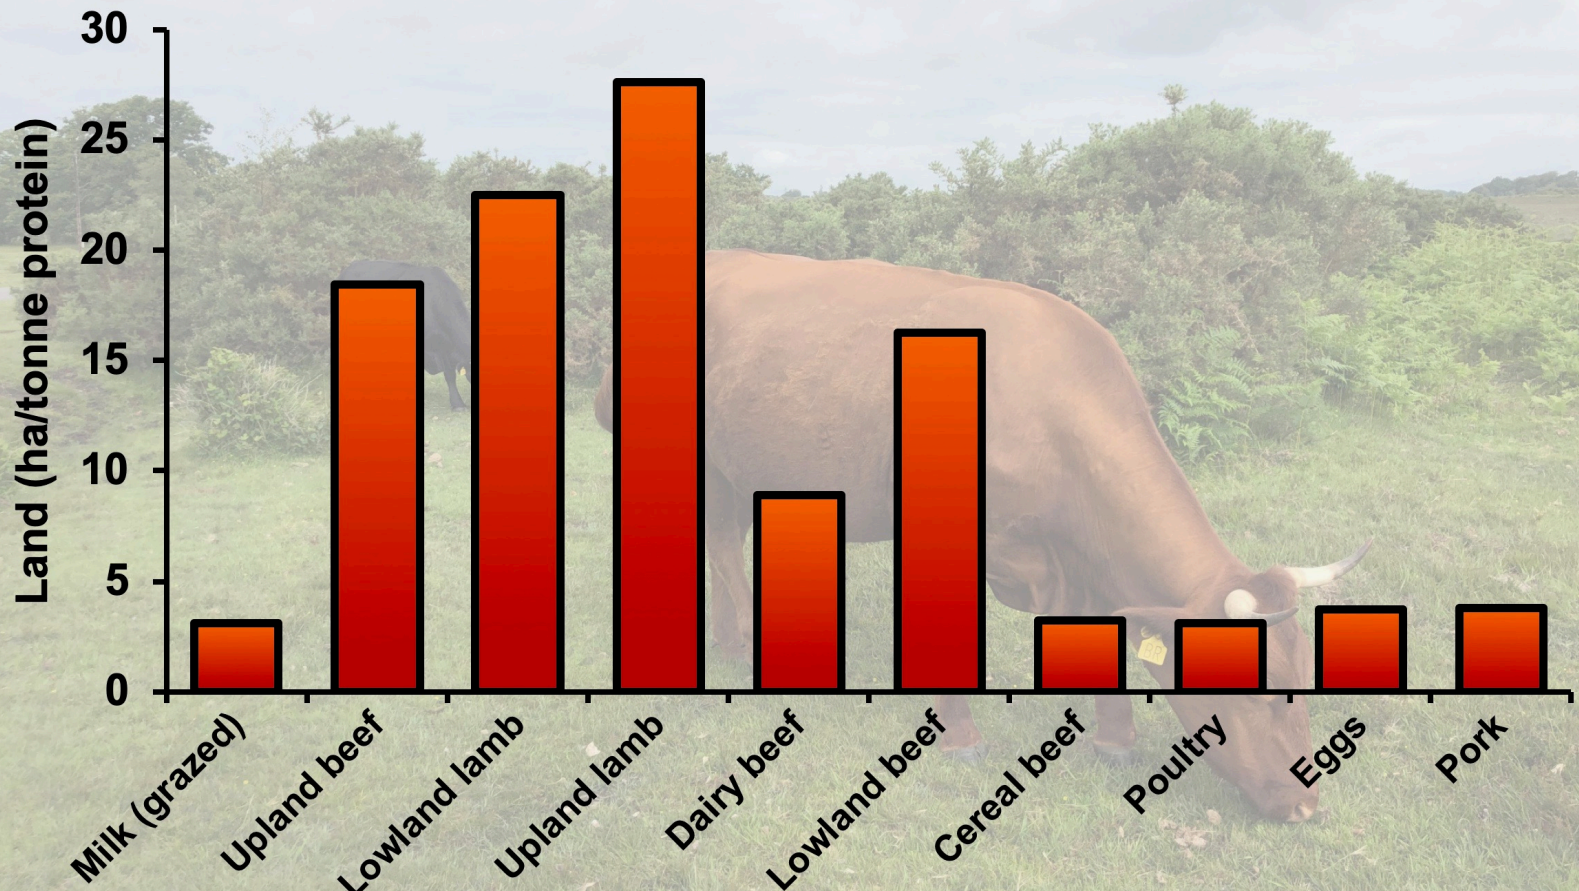 Land (ha/tonne protein)
30
25
20
15
10
5
0
Milk (grazed)
Upland beef
Lowland lamb
Upland lamb
Dairy beef
Lowland beef
Cereal beef
Poultry
Eggs
Pork